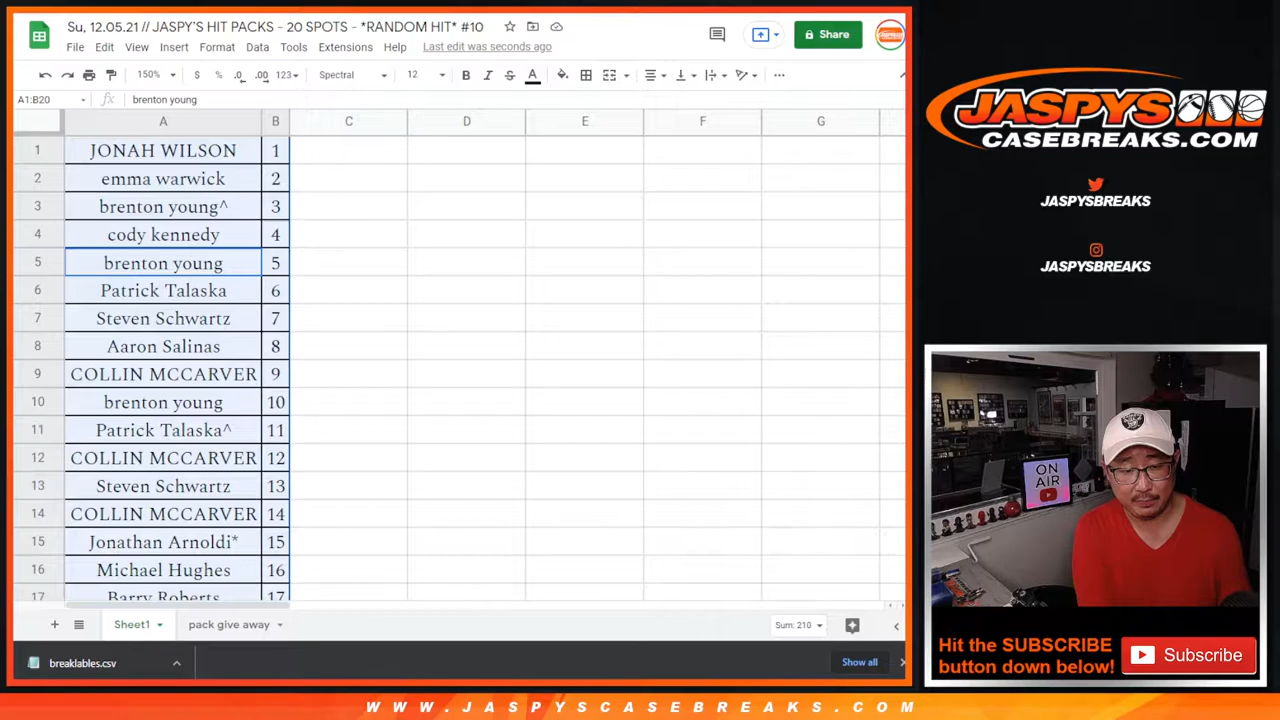 Su, 12.05.21 // JASPY'S HIT PACKS - 20 SPOTS - *RANDOM HIT* #10
File Edit View Insert Format Data Tools Extensions Help Last edit was seconds ago
Share
150% $ % .0 .00 123 Spectral 12 B I S A
A1:B20 fx brenton young
A B C D E F G
1 JONAH WILSON 1
2 emma warwick 2
3 brenton young^ 3
4 cody kennedy 4
5 brenton young 5
6 Patrick Talaska 6
7 Steven Schwartz 7
8 Aaron Salinas 8
9 COLLIN MCCARVER 9
10 brenton young 10
11 Patrick Talaska^ 11
12 COLLIN MCCARVER 12
13 Steven Schwartz 13
14 COLLIN MCCARVER 14
15 Jonathan Arnoldi* 15
16 Michael Hughes 16
17 Barry Roberts 17
Sheet1 pack give away Sum: 210
breaklables.csv Show all
JASPYS
CASEBREAKS.COM
JASPYSBREAKS
JASPYSBREAKS
ON
AIR
Hit the SUBSCRIBE
button down below!
Subscribe
WWW.JASPYSCASEBREAKS.COM